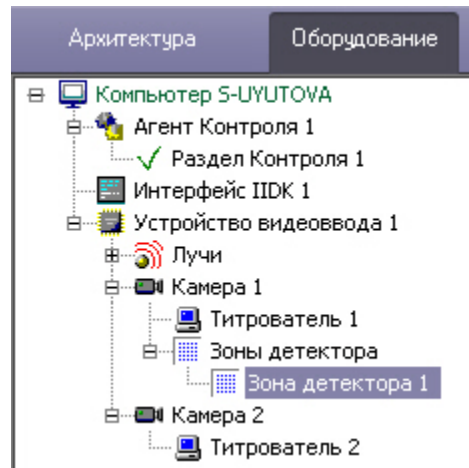 Архитектура Оборудование
Компьютер S-UYUTOVA
Агент Контроля 1
Раздел Контроля 1
Интерфейс IIDK 1
Устройство видеоввода 1
Лучи
Камера 1
Титрователь 1
Зоны детектора
Зона детектора 1
Камера 2
Титрователь 2